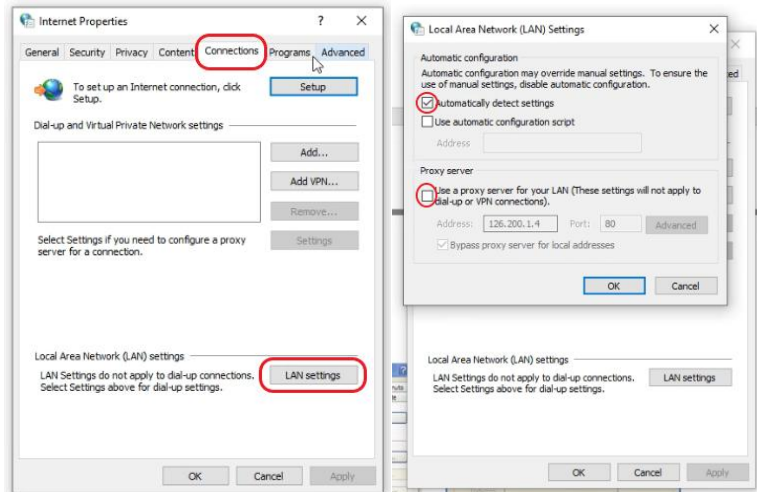 Internet Properties
General Security Privacy Content Connections Programs Advanced
To set up an Internet connection, click
Setup.
Setup
Dial-up and Virtual Private Network settings
Add...
Add VPN...
Remove...
Select Settings if you need to configure a proxy
server for a connection.
Settings
Local Area Network (LAN) settings
LAN Settings do not apply to dial-up connections.
Select Settings above for dial-up settings.
LAN settings
OK Cancel Apply
Local Area Network (LAN) Settings
Automatic configuration
Automatic configuration may override manual settings. To ensure the
use of manual settings, disable automatic configuration.
Automatically detect settings
Use automatic configuration script
Address
Proxy server
Use a proxy server for your LAN (These settings will not apply to
dial-up or VPN connections).
Address: 126.200.1.4 Port: 80 Advanced
Bypass proxy server for local addresses
OK Cancel
Local Area Network (LAN) settings
LAN Settings do not apply to dial-up connections.
Select Settings above for dial-up settings.
LAN settings
OK Cancel Apply